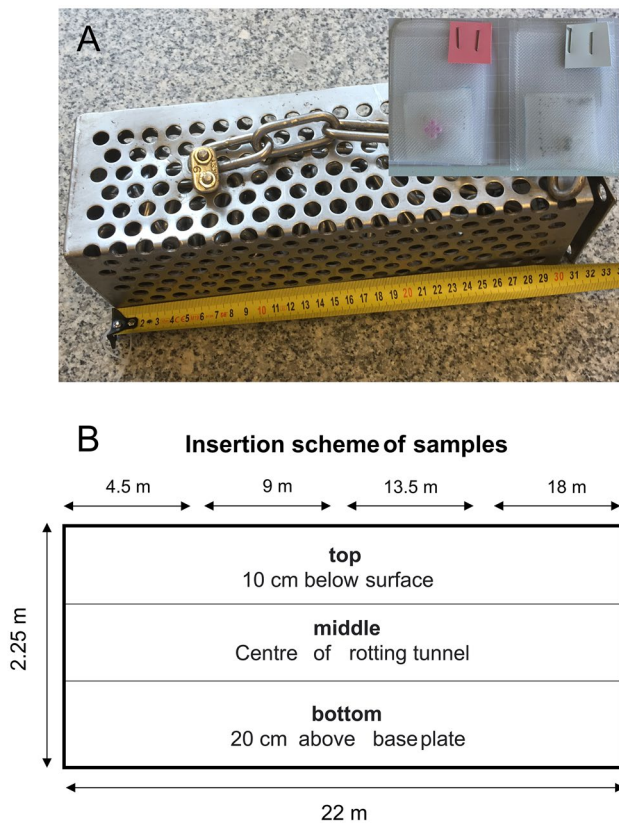 A
2 3 4 5 6 7 8 9 10 11 12 13 14 15 16 17 18 19 20 21 22 23 24 25 26 27 28 29 30 31 32 33
B
Insertion scheme of samples
4.5 m 9 m 13.5 m 18 m
top
10 cm below surface
2.25 m
middle
Centre of rotting tunnel
bottom
20 cm above baseplate
22 m